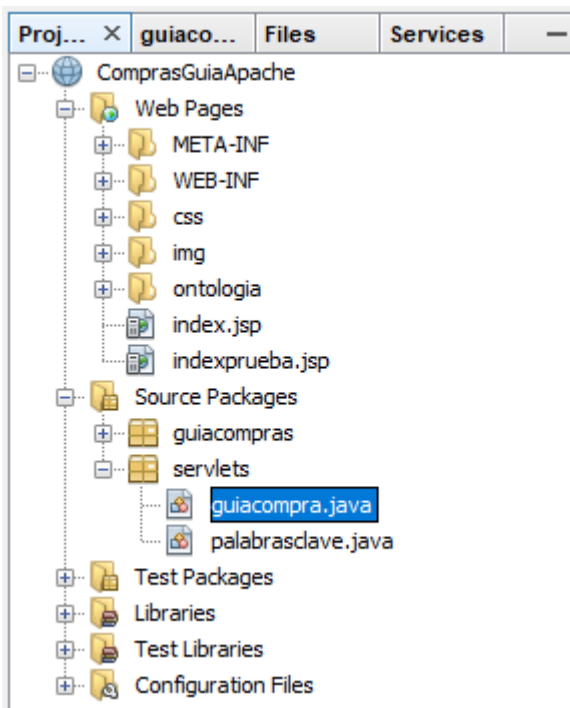 Proj... × guiaco... Files Services
ComprasGuiaApache
Web Pages
META-INF
WEB-INF
css
img
ontologia
index.jsp
indexprueba.jsp
Source Packages
guiacompras
servlets
guiacompra.java
palabrasclave.java
Test Packages
Libraries
Test Libraries
Configuration Files